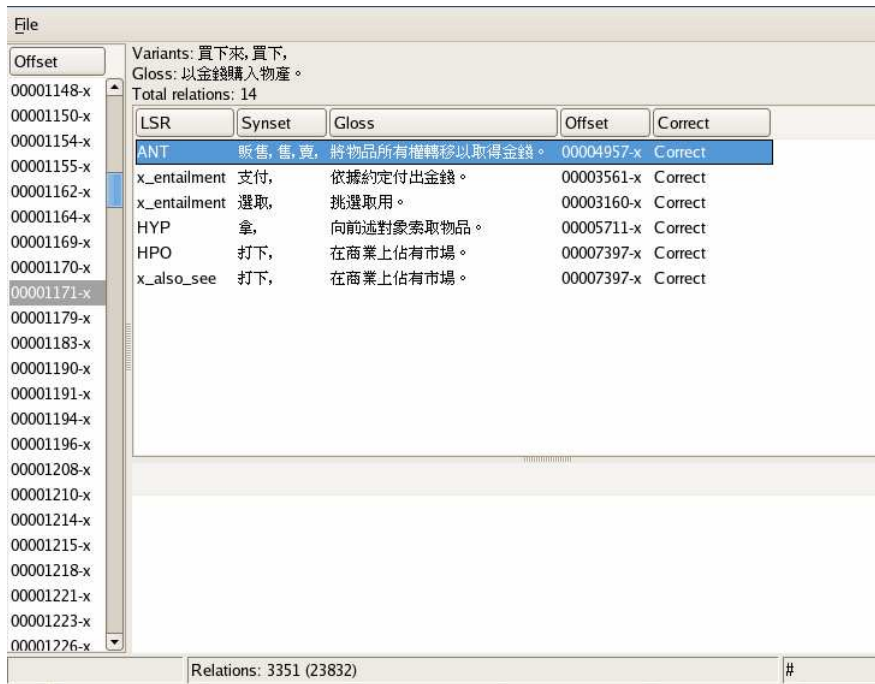 File
Offset
00001148-x
00001150-x
00001154-x
00001155-x
00001162-x
00001164-x
00001169-x
00001170-x
00001171-x
00001179-x
00001183-x
00001190-x
00001191-x
00001194-x
00001196-x
00001208-x
00001210-x
00001214-x
00001215-x
00001218-x
00001221-x
00001223-x
00001226-x
Variants: 買下來, 買下,
Gloss: 以金錢購入物產。
Total relations: 14
LSR Synset Gloss Offset Correct
ANT 販售, 售, 賣, 將物品所有權轉移以取得金錢。 00004957-x Correct
x_entailment 支付, 依據約定付出金錢。 00003561-x Correct
x_entailment 選取, 挑選取用。 00003160-x Correct
HYP 拿, 向前述對象索取物品。 00005711-x Correct
HPO 打下, 在商業上佔有市場。 00007397-x Correct
x_also_see 打下, 在商業上佔有市場。 00007397-x Correct
Relations: 3351 (23832) #